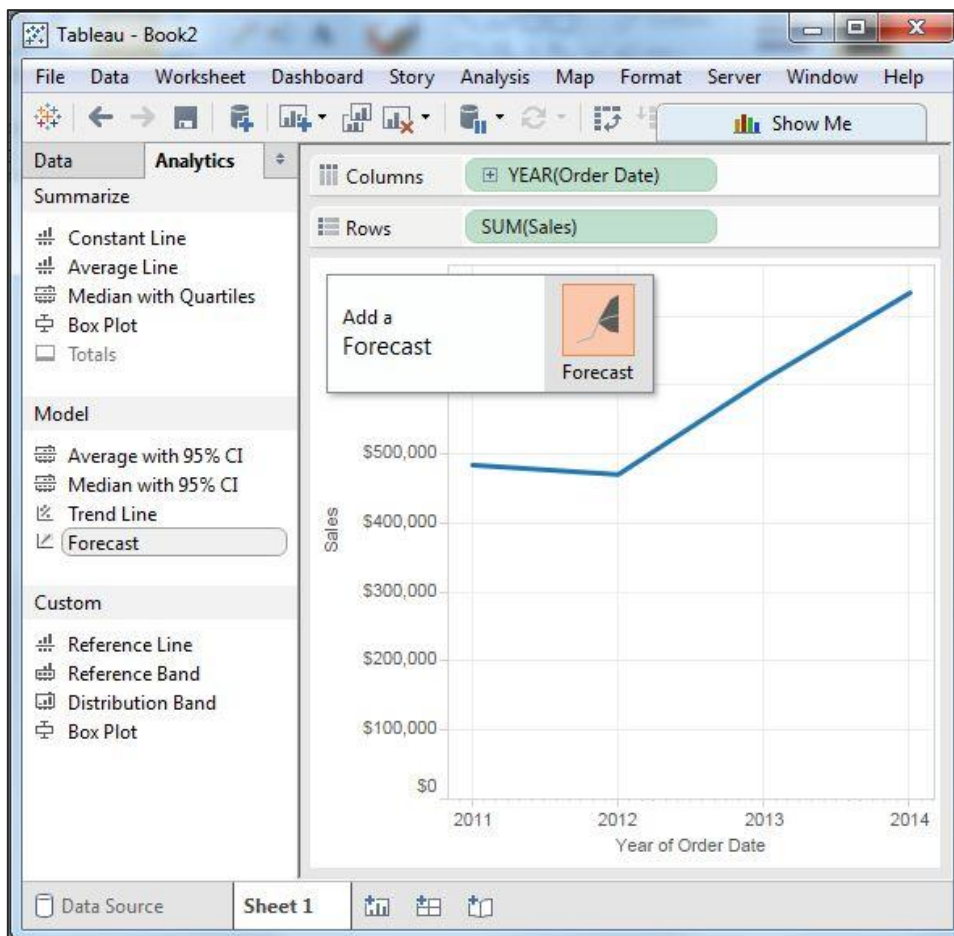 Tableau - Book2
File Data Worksheet Dashboard Story Analysis Map Format Server Window Help
Show Me
Data Analytics
Summarize
Constant Line
Average Line
Median with Quartiles
Box Plot
Totals
Model
Average with 95% CI
Median with 95% CI
Trend Line
Forecast
Custom
Reference Line
Reference Band
Distribution Band
Box Plot
Columns YEAR(Order Date)
Rows SUM(Sales)
Add a
Forecast
Forecast
Sales
$500,000
$400,000
$300,000
$200,000
$100,000
$0
2011 2012 2013 2014
Year of Order Date
Data Source Sheet 1